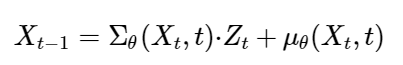 X_{t−1} = Σ_θ(X_t, t)·Z_t + μ_θ(X_t, t)